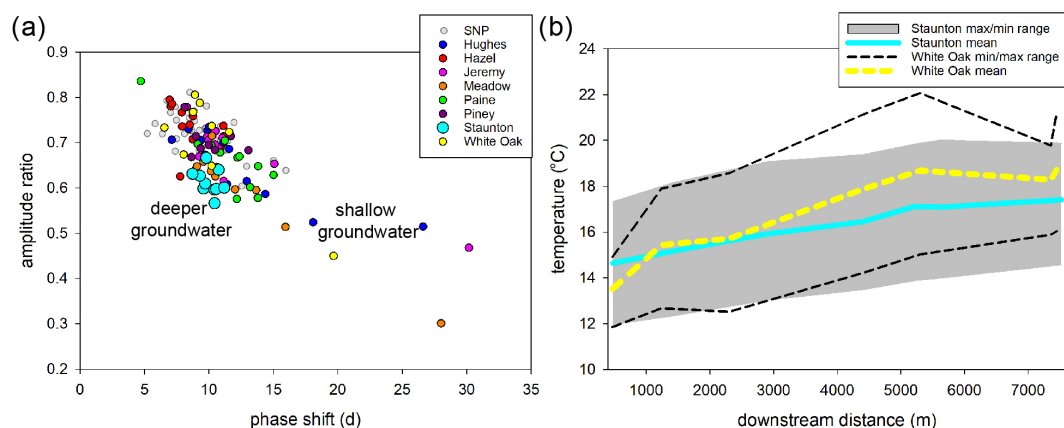 (a)
SNP
Hughes
Hazel
Jeremy
Meadow
Paine
Piney
Staunton
White Oak
0.9
0.8
0.7
0.6
0.5
0.4
0.3
0.2
amplitude ratio
deeper
groundwater
shallow
groundwater
0 5 10 15 20 25 30 35
phase shift (d)
(b)
Staunton max/min range
Staunton mean
White Oak min/max range
White Oak mean
24
22
20
18
16
14
12
10
temperature (°C)
1000 2000 3000 4000 5000 6000 7000
downstream distance (m)